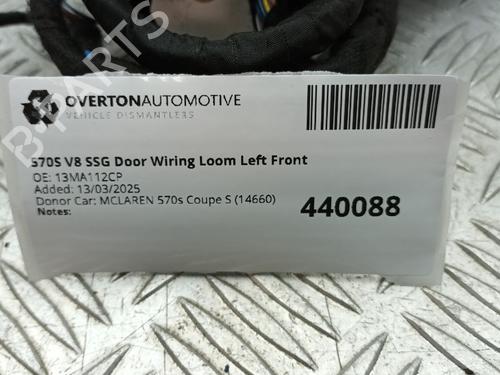 OVERTONAUTOMOTIVE
VEHICLE DISMANTLERS
570S V8 SSG Door Wiring Loom Left Front
OE: 13MA112CP
Added: 13/03/2025
Donor Car: MCLAREN 570s Coupe S (14660)
Notes:
440088